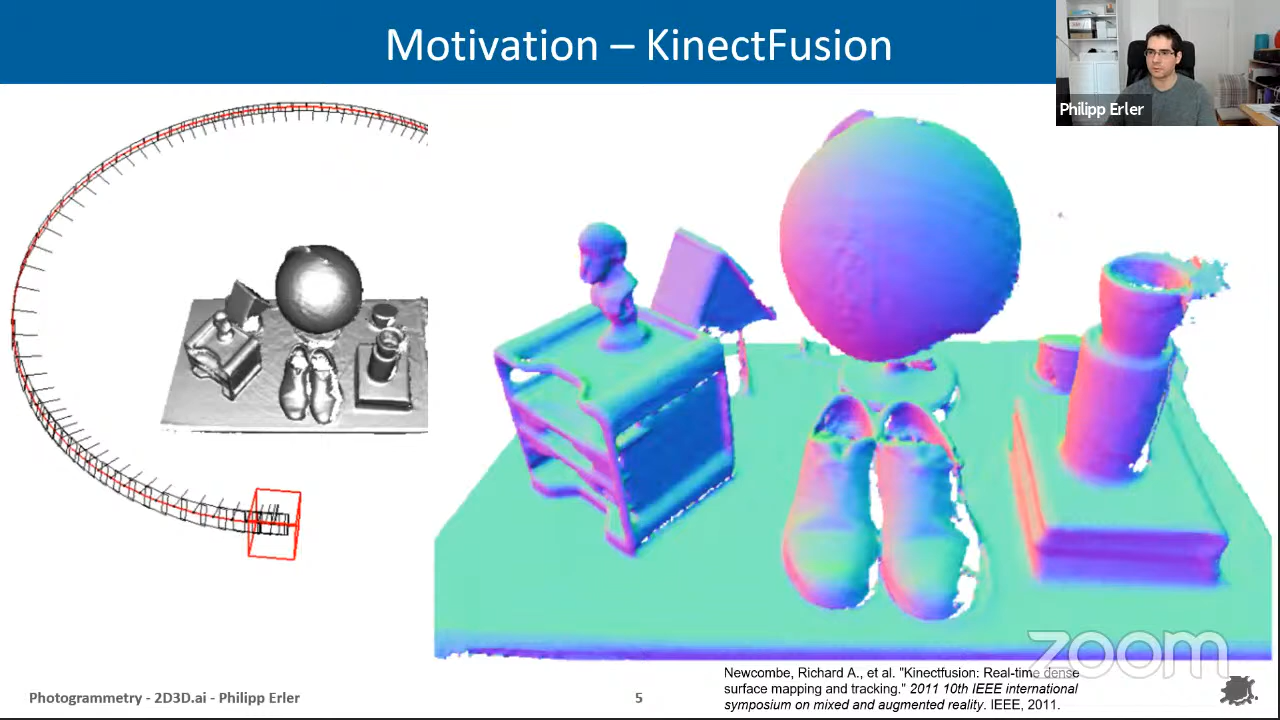 Motivation – KinectFusion
Philipp Erler
zoom
Newcombe, Richard A., et al. "Kinectfusion: Real-time dense
surface mapping and tracking." 2011 10th IEEE international
symposium on mixed and augmented reality. IEEE, 2011.
Photogrammetry - 2D3D.ai - Philipp Erler
5